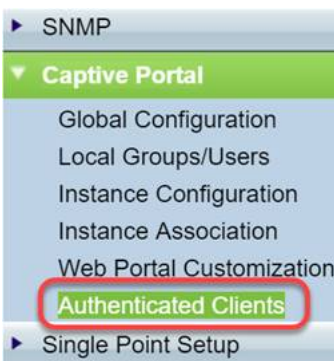 SNMP
Captive Portal
Global Configuration
Local Groups/Users
Instance Configuration
Instance Association
Web Portal Customization
Authenticated Clients
Single Point Setup